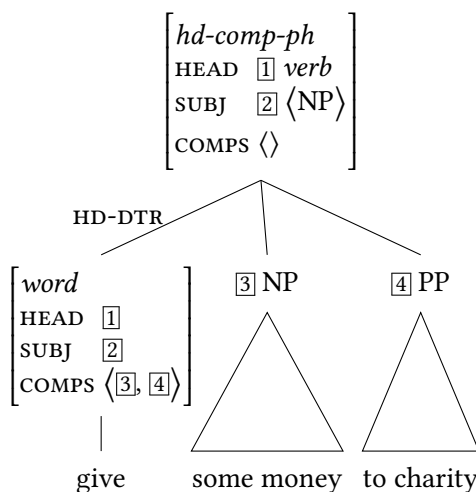 hd-comp-ph
HEAD 1 verb
SUBJ 2 ⟨NP⟩
COMPS ⟨⟩
HD-DTR
word
HEAD 1
SUBJ 2
COMPS ⟨3, 4⟩
3 NP
4 PP
give some money to charity